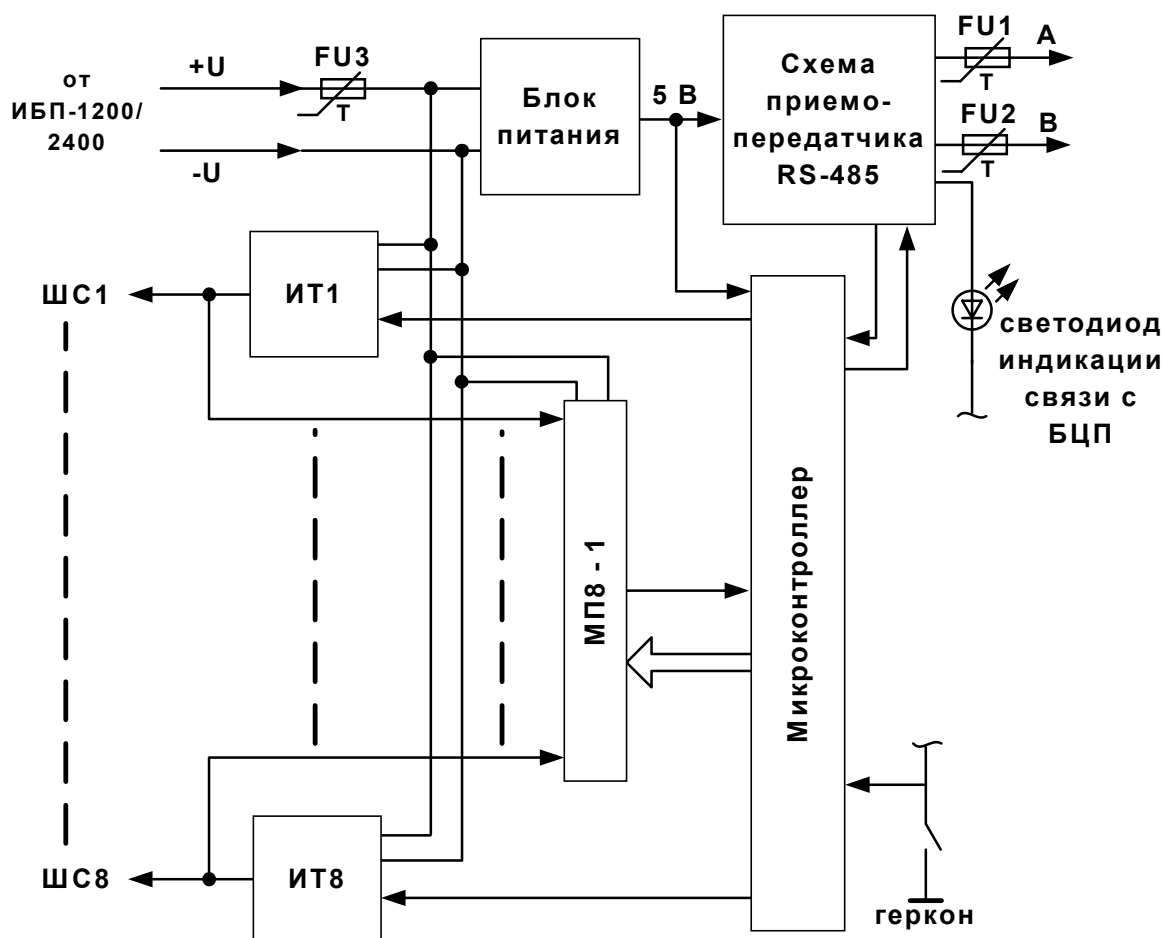 от
ИБП-1200/
2400
+U
-U
FU3
T
Блок
питания
5 В
Схема
приемо-
передатчика
RS-485
FU1
T
A
FU2
T
B
ШС1
ИТ1
светодиод
индикации
связи с
БЦП
МП8 - 1
Микроконтроллер
ШС8
ИТ8
геркон